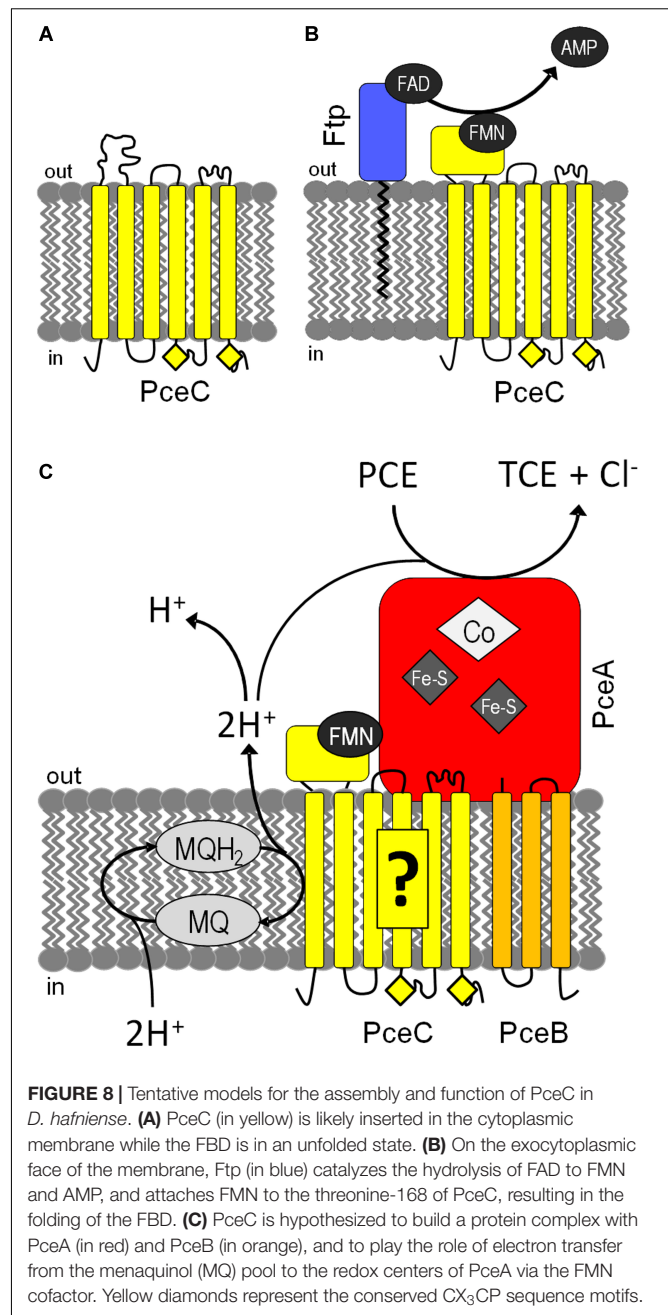 A
B
AMP
FAD
Ftp
FMN
out
out
in
in
PceC
PceC
C
PCE
TCE + Cl-
H+
Co
Fe-S
Fe-S
PceA
2H+
FMN
out
MQH2
?
MQ
in
2H+
PceC
PceB
FIGURE 8 | Tentative models for the assembly and function of PceC in
D. hafniense. (A) PceC (in yellow) is likely inserted in the cytoplasmic
membrane while the FBD is in an unfolded state. (B) On the exocytoplasmic
face of the membrane, Ftp (in blue) catalyzes the hydrolysis of FAD to FMN
and AMP, and attaches FMN to the threonine-168 of PceC, resulting in the
folding of the FBD. (C) PceC is hypothesized to build a protein complex with
PceA (in red) and PceB (in orange), and to play the role of electron transfer
from the menaquinol (MQ) pool to the redox centers of PceA via the FMN
cofactor. Yellow diamonds represent the conserved CX3CP sequence motifs.